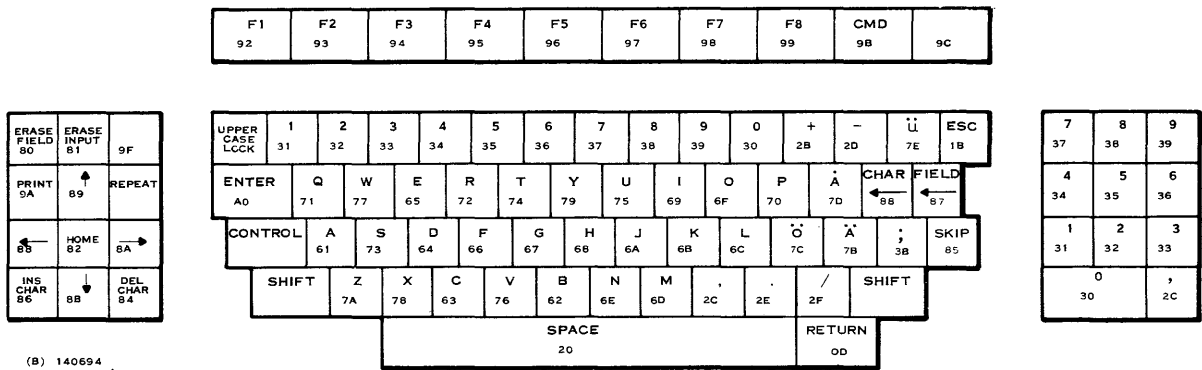 F1 F2 F3 F4 F5 F6 F7 F8 CMD
92 93 94 95 96 97 98 99 9B 9C
ERASE FIELD 80 ERASE INPUT 81 9F
PRINT 9A 89 REPEAT
88 HOME 82 8A
INS CHAR 86 8B DEL CHAR 84
UPPER CASE LOCK 1 2 3 4 5 6 7 8 9 0 + - Ü ESC
31 32 33 34 35 36 37 38 39 30 2B 2D 7E 1B
ENTER Q W E R T Y U I O P Å CHAR FIELD
A0 71 77 65 72 74 79 75 69 6F 70 7D 88 87
CONTROL A S D F G H J K L Ö Ä ; SKIP
61 73 64 66 67 68 6A 6B 6C 7C 7B 3B 85
SHIFT Z X C V B N M , . / SHIFT
7A 78 63 76 62 6E 6D 2C 2E 2F
SPACE RETURN
20 0D
7 8 9
37 38 39
4 5 6
34 35 36
1 2 3
31 32 33
0 ,
30 2C
(B) 140694